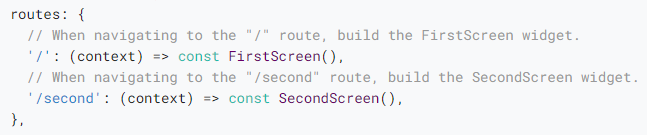 routes: {
  // When navigating to the "/" route, build the FirstScreen widget.
  '/': (context) => const FirstScreen(),
  // When navigating to the "/second" route, build the SecondScreen widget.
  '/second': (context) => const SecondScreen(),
},